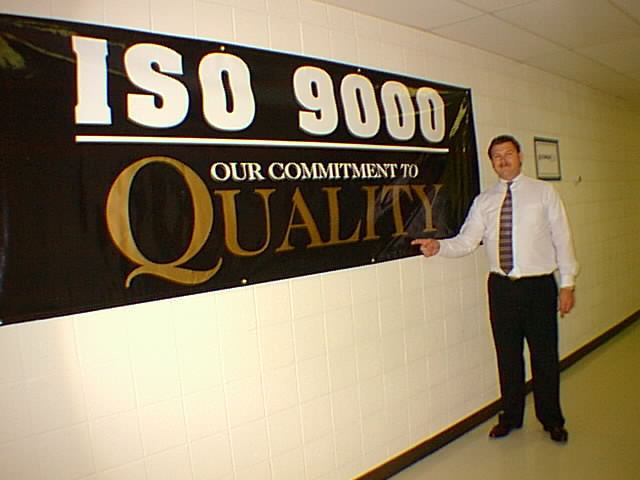 ISO 9000
OUR COMMITMENT TO
QUALITY